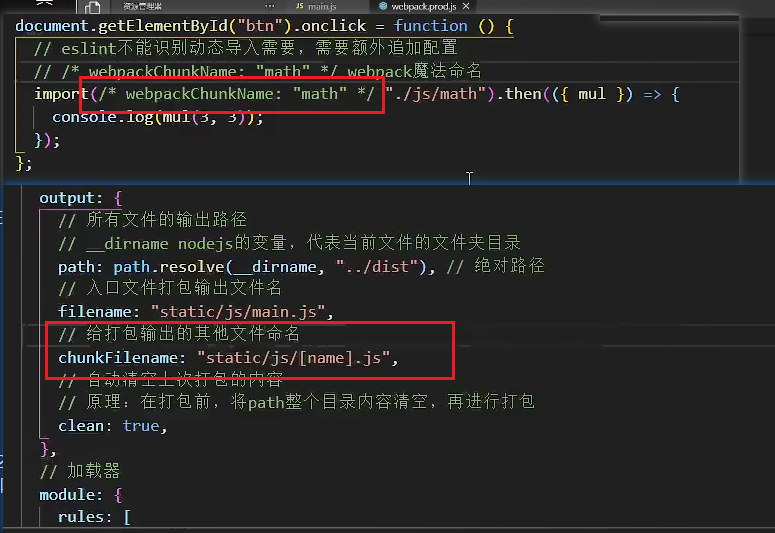 资源管理器 ... main.js webpack.prod.js ×
document.getElementById("btn").onclick = function () {
// eslint不能识别动态导入需要，需要额外追加配置
// /* webpackChunkName: "math" */ webpack魔法命名
import(/* webpackChunkName: "math" */ "./js/math").then(({ mul }) => {
console.log(mul(3, 3));
});
};
output: {
// 所有文件的输出路径
// __dirname nodejs的变量，代表当前文件的文件夹目录
path: path.resolve(__dirname, "../dist"), // 绝对路径
// 入口文件打包输出文件名
filename: "static/js/main.js",
// 给打包输出的其他文件命名
chunkFilename: "static/js/[name].js",
// 自动清空上次打包的内容
// 原理：在打包前，将path整个目录内容清空，再进行打包
clean: true,
},
// 加载器
module: {
rules: [